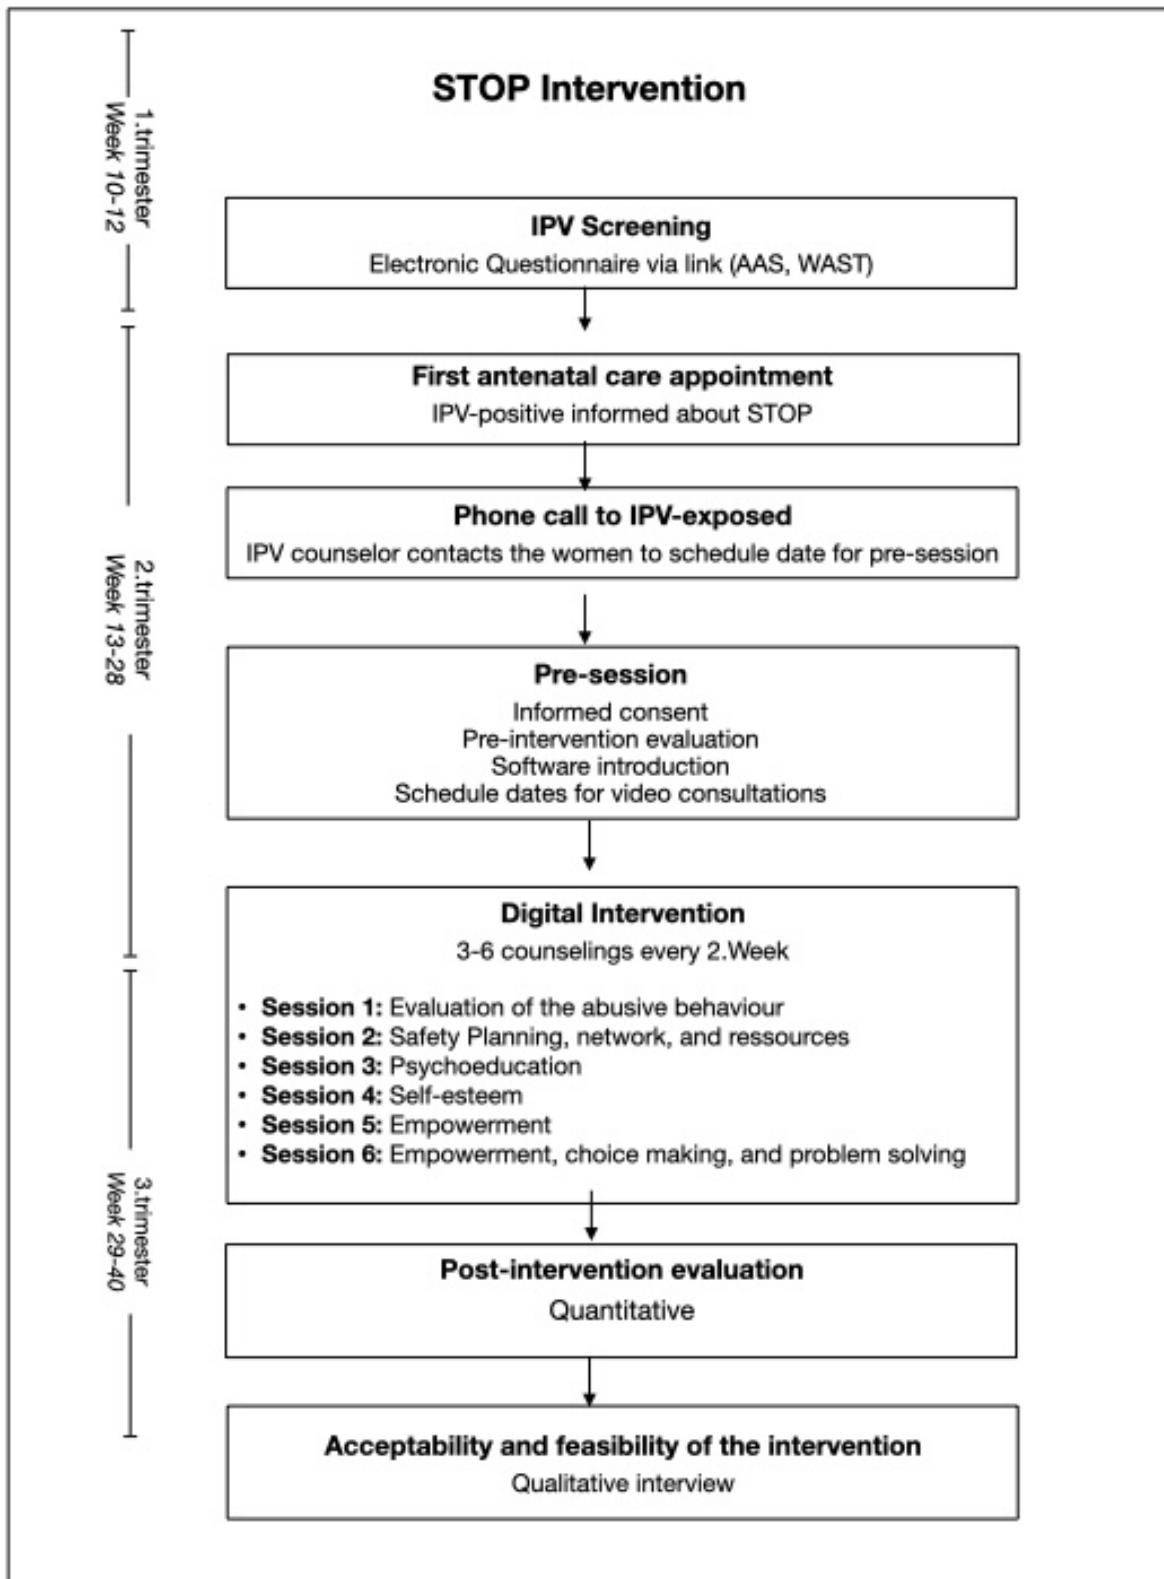 STOP Intervention
1.trimester
Week 10-12
IPV Screening
Electronic Questionnaire via link (AAS, WAST)
First antenatal care appointment
IPV-positive informed about STOP
Phone call to IPV-exposed
IPV counselor contacts the women to schedule date for pre-session
2.trimester
Week 13-28
Pre-session
Informed consent
Pre-intervention evaluation
Software introduction
Schedule dates for video consultations
Digital Intervention
3-6 counselings every 2.Week
• Session 1: Evaluation of the abusive behaviour
• Session 2: Safety Planning, network, and ressources
• Session 3: Psychoeducation
• Session 4: Self-esteem
• Session 5: Empowerment
• Session 6: Empowerment, choice making, and problem solving
3.trimester
Week 29-40
Post-intervention evaluation
Quantitative
Acceptability and feasibility of the intervention
Qualitative interview